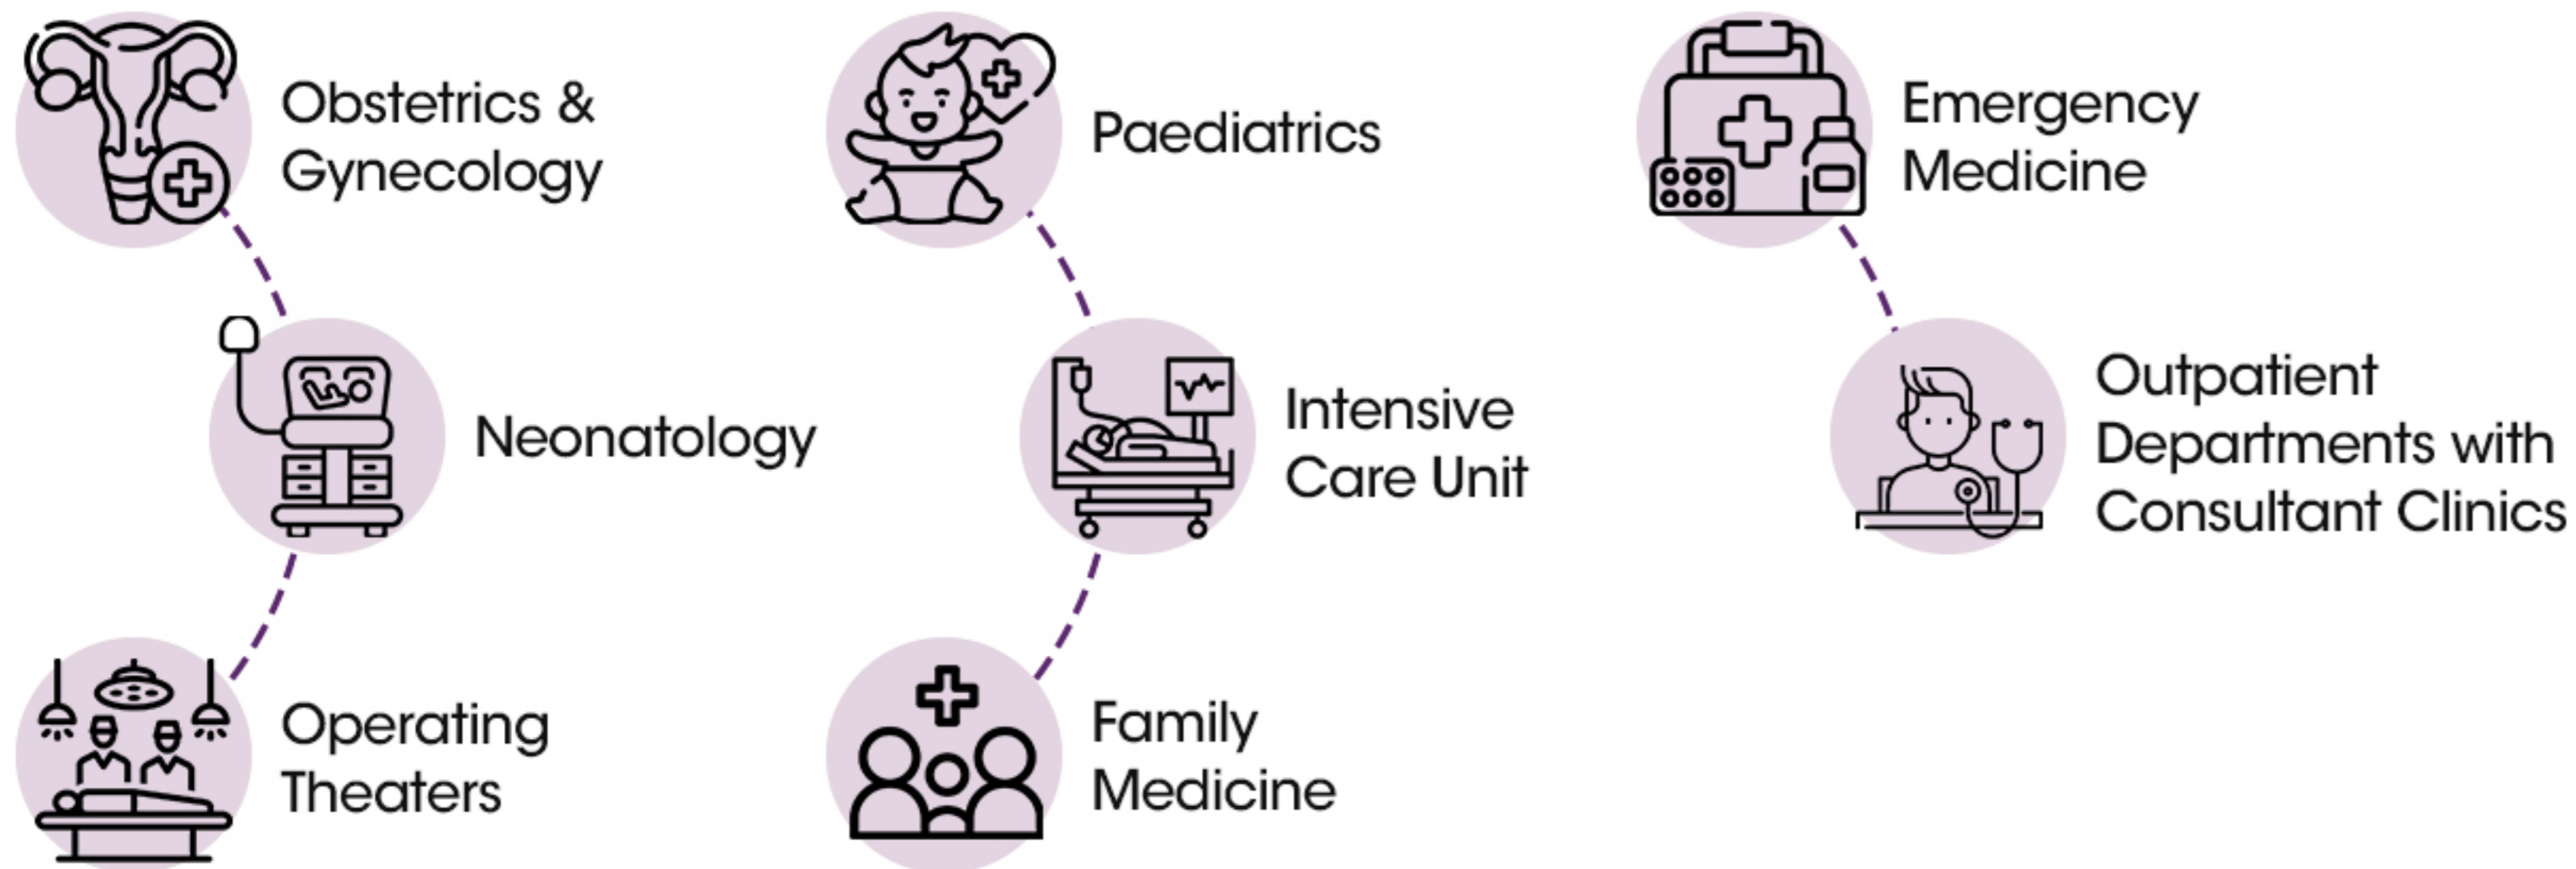 Obstetrics &
Gynecology
Neonatology
Operating
Theaters
Paediatrics
Intensive
Care Unit
Family
Medicine
Emergency
Medicine
Outpatient
Departments with
Consultant Clinics